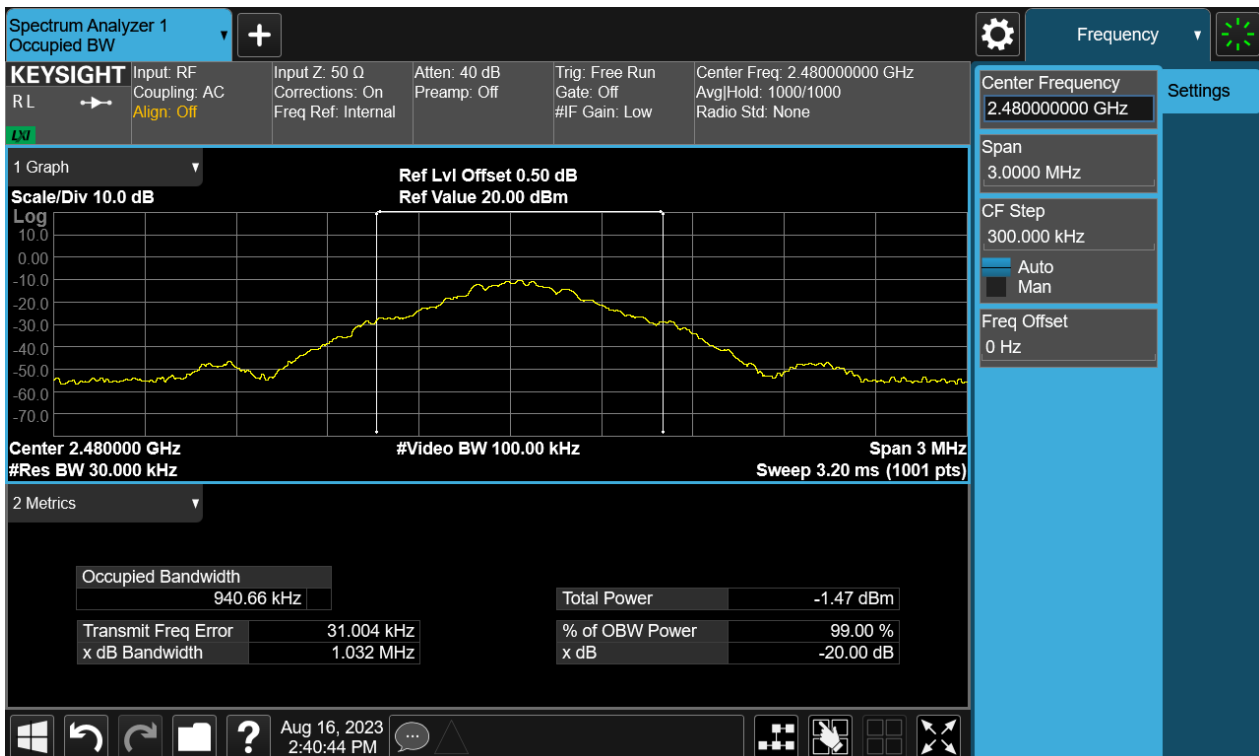 Spectrum Analyzer 1
Occupied BW
Frequency
KEYSIGHT
R L
LXI
Input: RF
Coupling: AC
Align: Off
Input Z: 50 Ω
Corrections: On
Freq Ref: Internal
Atten: 40 dB
Preamp: Off
Trig: Free Run
Gate: Off
#IF Gain: Low
Center Freq: 2.480000000 GHz
Avg|Hold: 1000/1000
Radio Std: None
Center Frequency
2.480000000 GHz
Settings
Span
3.0000 MHz
CF Step
300.000 kHz
Auto
Man
Freq Offset
0 Hz
1 Graph
Scale/Div 10.0 dB
Ref Lvl Offset 0.50 dB
Ref Value 20.00 dBm
Log
10.0
0.00
-10.0
-20.0
-30.0
-40.0
-50.0
-60.0
-70.0
Center 2.480000 GHz
#Video BW 100.00 kHz
Span 3 MHz
#Res BW 30.000 kHz
Sweep 3.20 ms (1001 pts)
2 Metrics
Occupied Bandwidth
940.66 kHz
Total Power -1.47 dBm
Transmit Freq Error 31.004 kHz
% of OBW Power 99.00 %
x dB Bandwidth 1.032 MHz
x dB -20.00 dB
?
Aug 16, 2023
2:40:44 PM